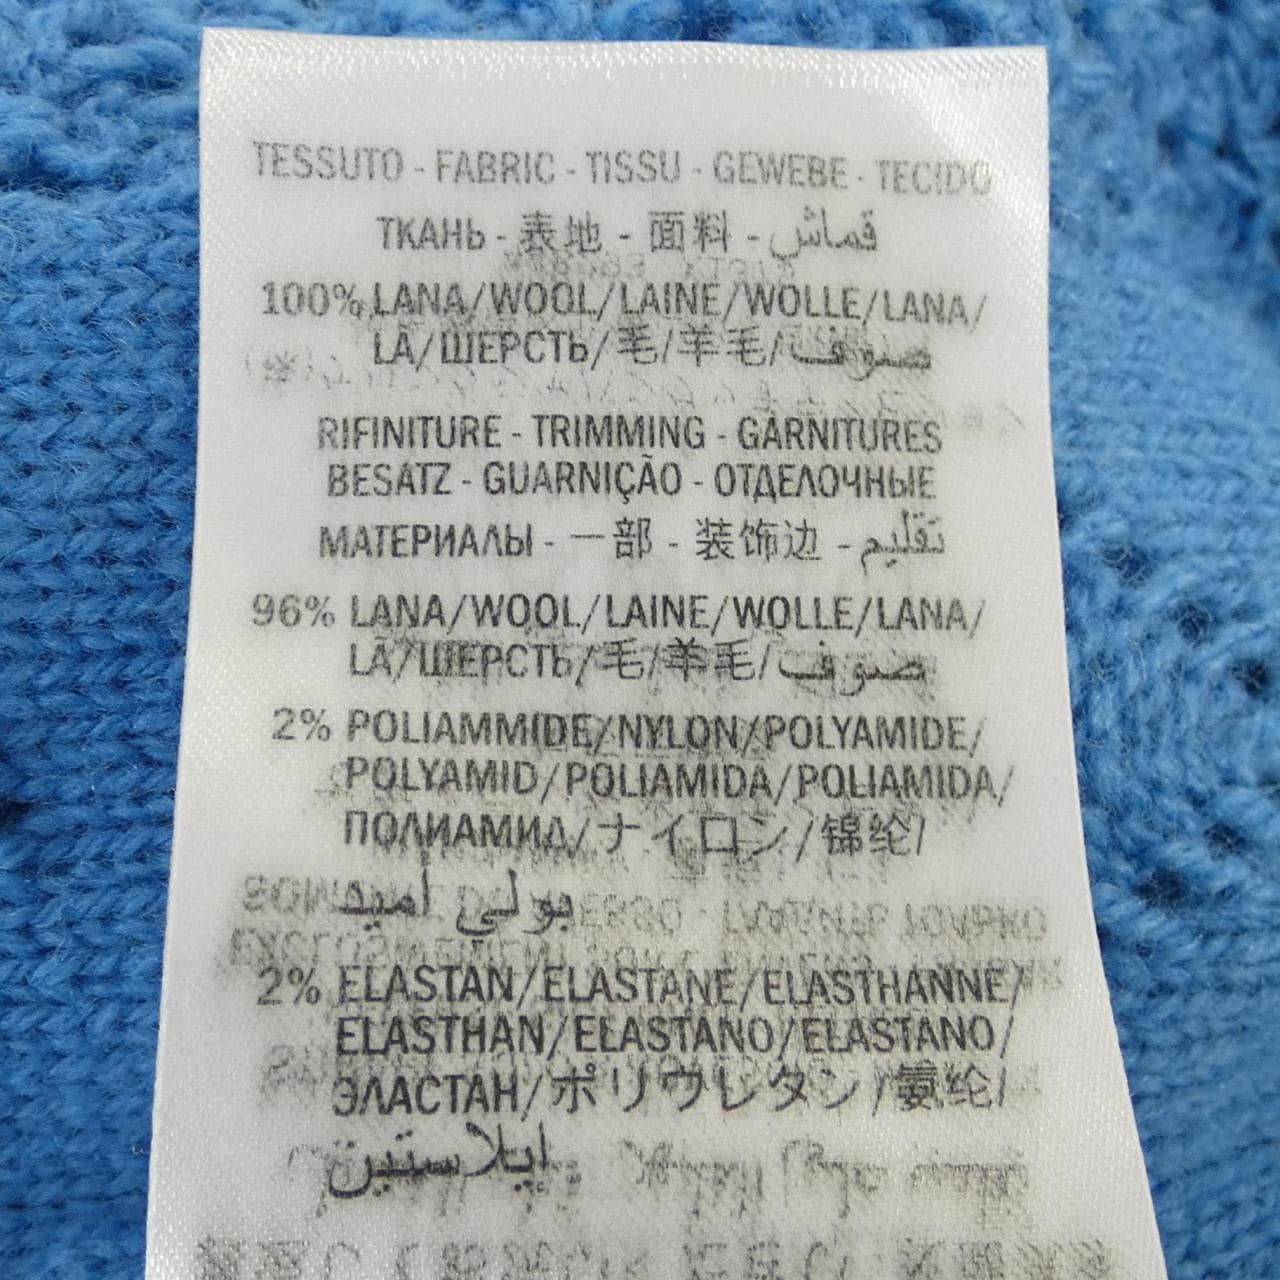 TESSUTO - FABRIC - TISSU - GEWEBE - TECIDO
ТКАНЬ - 表地 - 面料 - قماش
100% LANA/WOOL/LAINE/WOLLE/LANA/
LÃ/ШЕРСТЬ/毛/羊毛/صوف
RIFINITURE - TRIMMING - GARNITURES
BESATZ - GUARNIÇÃO - ОТДЕЛОЧНЫЕ
МАТЕРИАЛЫ - 一部 - 装饰边 - تقليم
96% LANA/WOOL/LAINE/WOLLE/LANA/
LÃ/ШЕРСТЬ/毛/羊毛/صوف
2% POLIAMMIDE/NYLON/POLYAMIDE/
POLYAMID/POLIAMIDA/POLIAMIDA/
ПОЛИАМИД/ナイロン/锦纶/
بولي أميد
2% ELASTAN/ELASTANE/ELASTHANNE/
ELASTHAN/ELASTANO/ELASTANO/
ЭЛАСТАН/ポリウレタン/氨纶/
ايلاستين